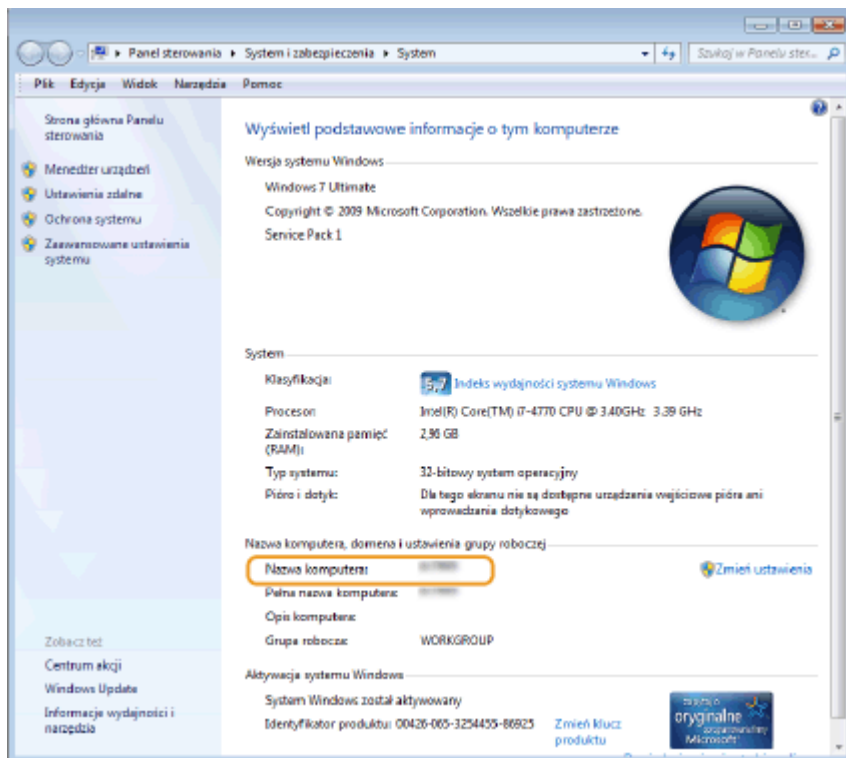 Panel sterowania ▸ System i zabezpieczenia ▸ System
Szukaj w Panelu ster...
Plik Edycja Widok Narzędzia Pomoc
Strona główna Panelu
sterowania
Menedżer urządzeń
Ustawienia zdalne
Ochrona systemu
Zaawansowane ustawienia
systemu
Wyświetl podstawowe informacje o tym komputerze
Wersja systemu Windows
Windows 7 Ultimate
Copyright © 2009 Microsoft Corporation. Wszelkie prawa zastrzeżone.
Service Pack 1
System
Klasyfikacja: 5,7 Indeks wydajności systemu Windows
Procesor: Intel(R) Core(TM) i7-4770 CPU @ 3.40GHz 3.39 GHz
Zainstalowana pamięć 2,96 GB
(RAM):
Typ systemu: 32-bitowy system operacyjny
Pióro i dotyk: Dla tego ekranu nie są dostępne urządzenia wejściowe pióra ani
wprowadzania dotykowego
Nazwa komputera, domena i ustawienia grupy roboczej
Nazwa komputera: Zmień ustawienia
Pełna nazwa komputera:
Opis komputera:
Grupa robocza: WORKGROUP
Aktywacja systemu Windows
System Windows został aktywowany
Identyfikator produktu: 00426-065-3254455-86925 Zmień klucz
produktu
oryginalne
oprogramowanie
Microsoft
Zobacz też
Centrum akcji
Windows Update
Informacje wydajności i
narzędzia